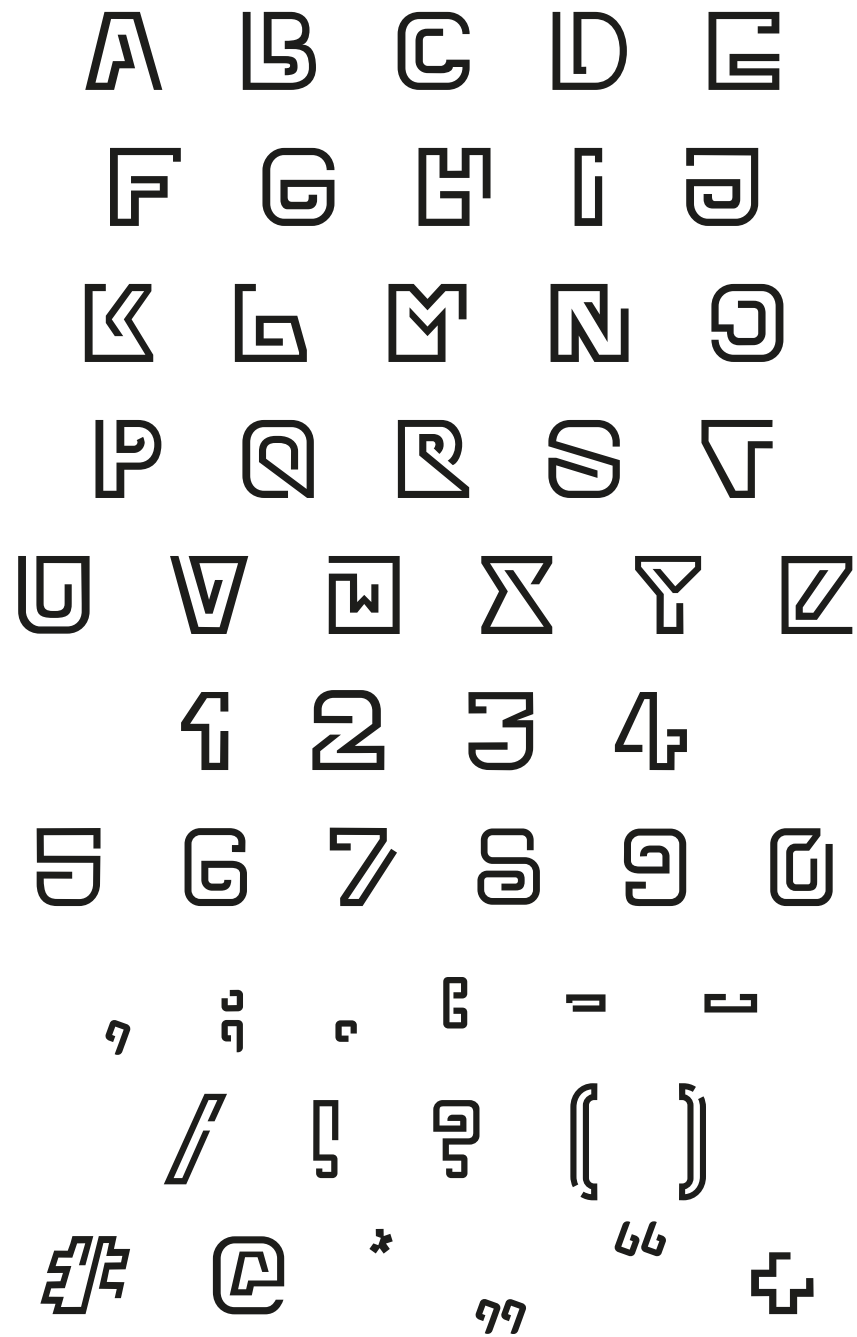 A B C D E
F G H I J
K L M N O
P Q R S T
U V W X Y Z
1 2 3 4
5 6 7 8 9 0
, ; . : - _
/ ! ? ( )
# @ * „ “ +